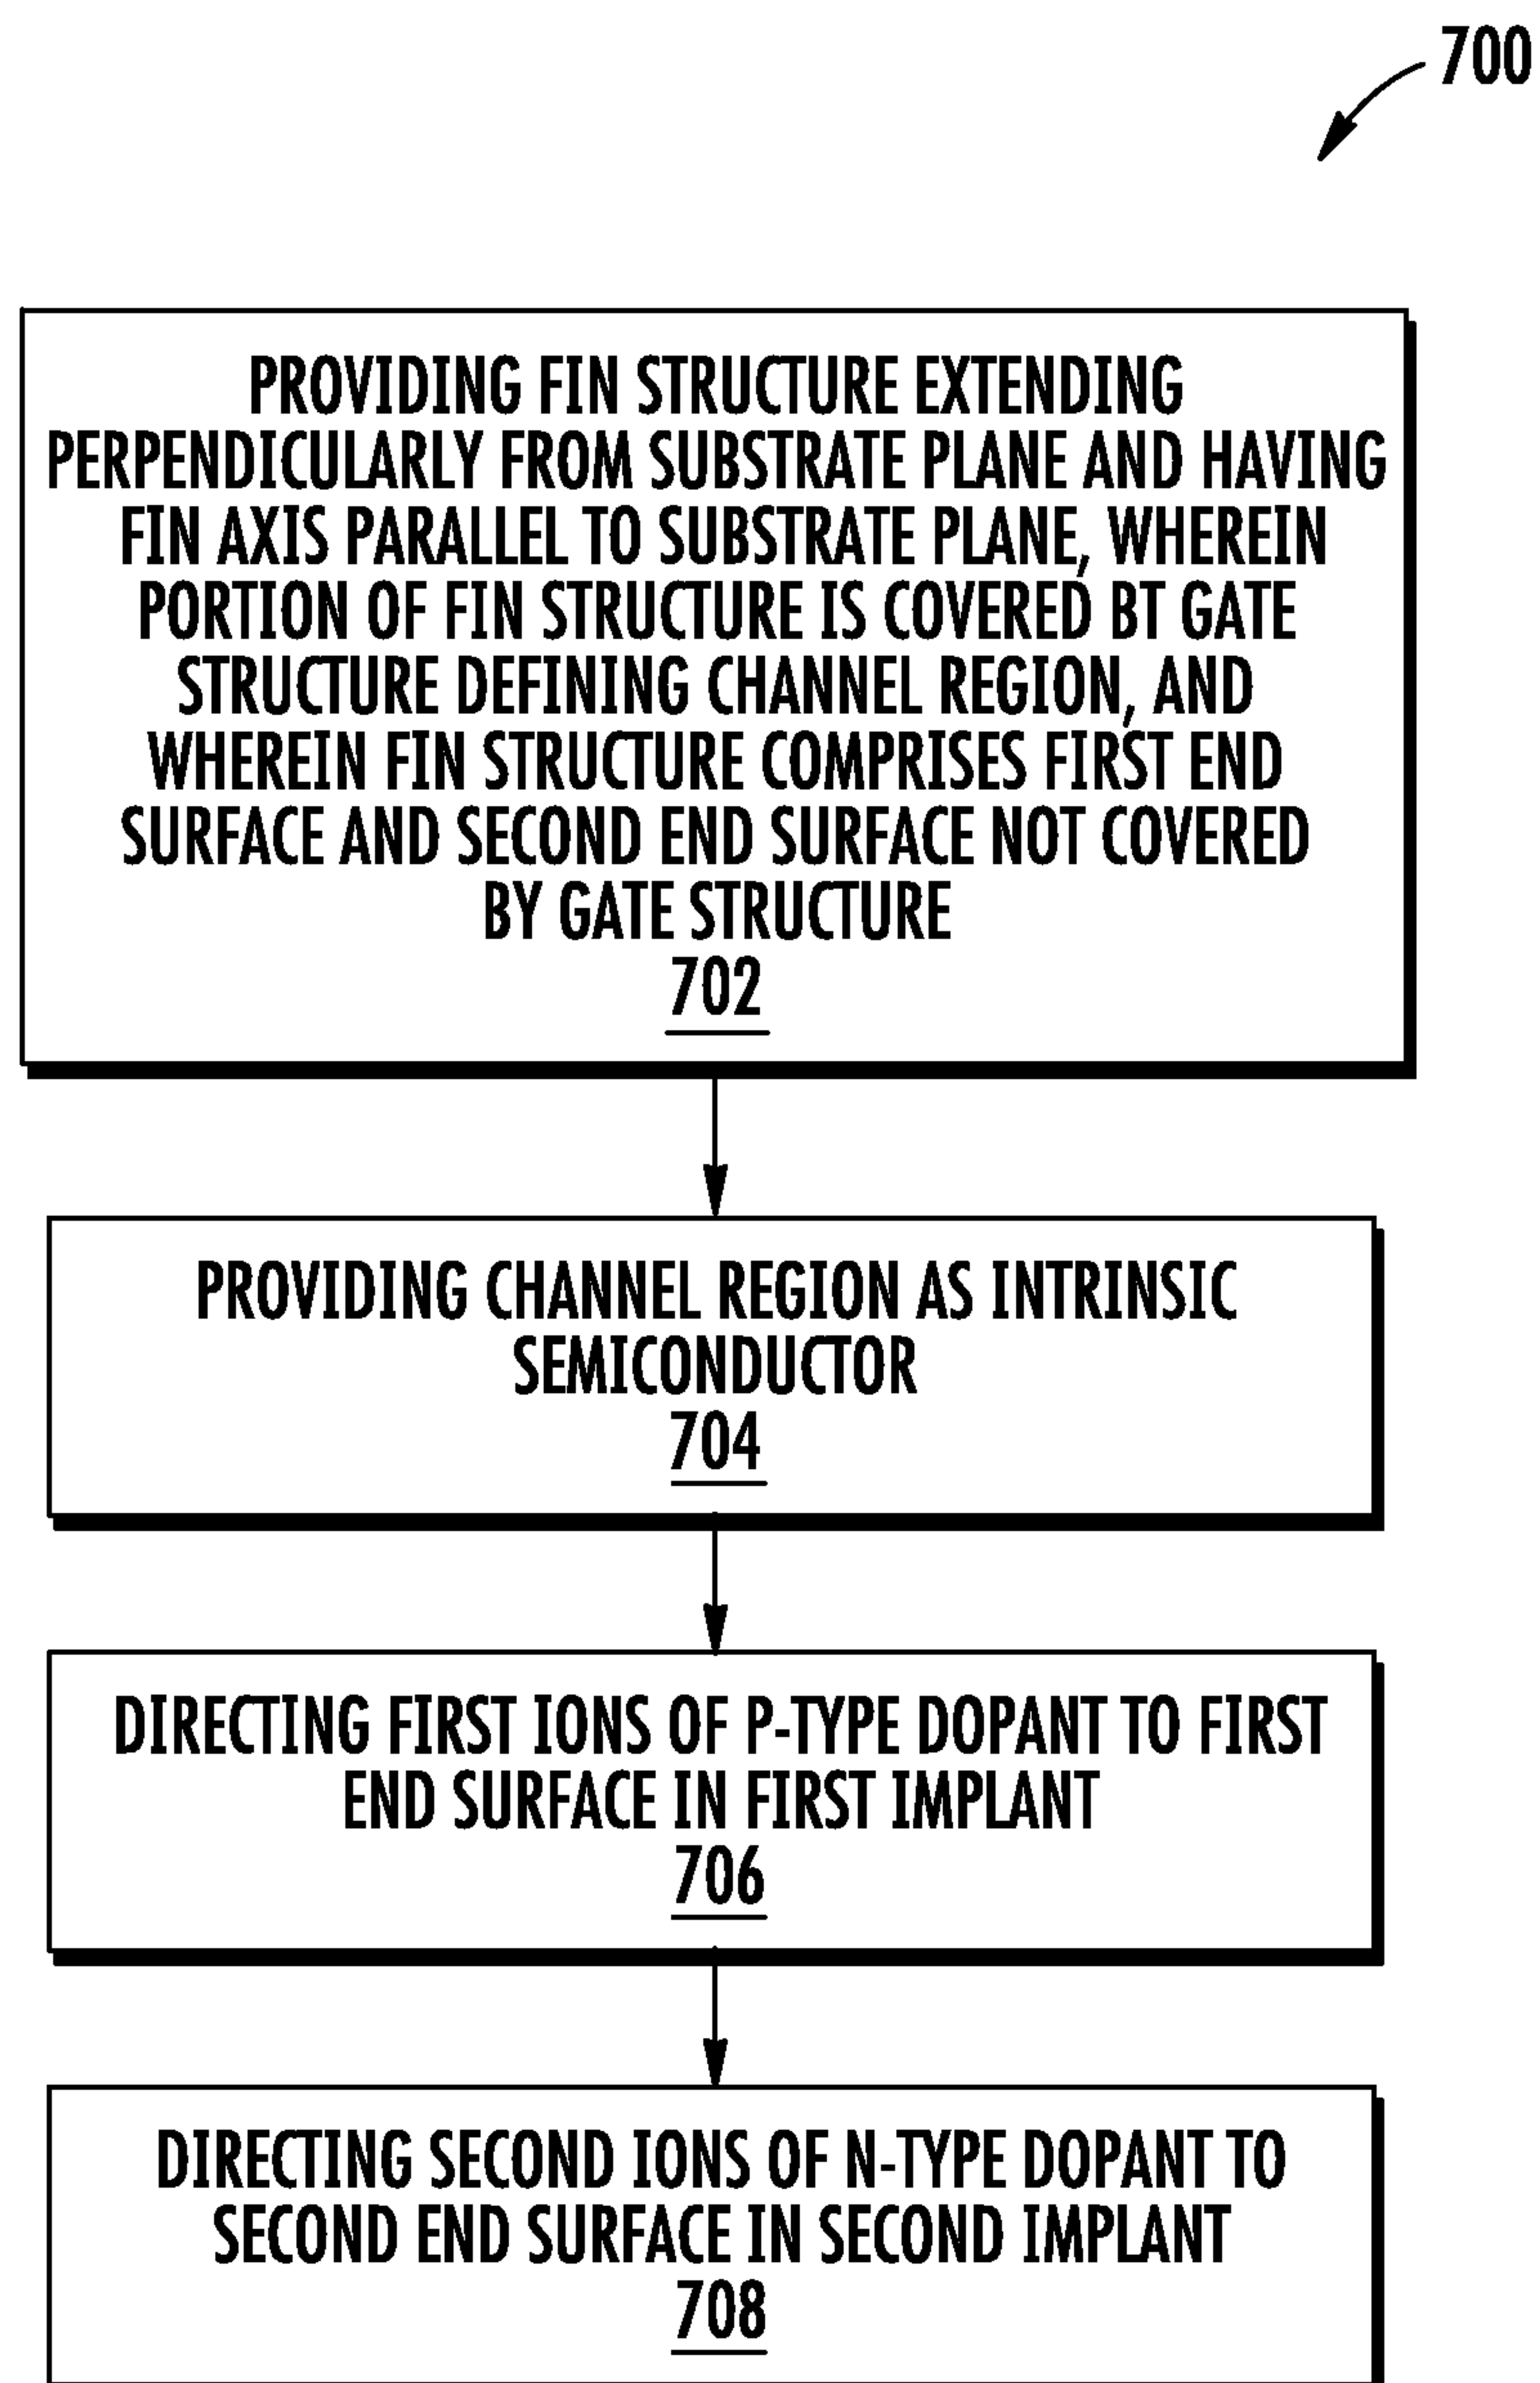 700
PROVIDING FIN STRUCTURE EXTENDING
PERPENDICULARLY FROM SUBSTRATE PLANE AND HAVING
FIN AXIS PARALLEL TO SUBSTRATE PLANE, WHEREIN
PORTION OF FIN STRUCTURE IS COVERED BT GATE
STRUCTURE DEFINING CHANNEL REGION, AND
WHEREIN FIN STRUCTURE COMPRISES FIRST END
SURFACE AND SECOND END SURFACE NOT COVERED
BY GATE STRUCTURE
702
PROVIDING CHANNEL REGION AS INTRINSIC
SEMICONDUCTOR
704
DIRECTING FIRST IONS OF P-TYPE DOPANT TO FIRST
END SURFACE IN FIRST IMPLANT
706
DIRECTING SECOND IONS OF N-TYPE DOPANT TO
SECOND END SURFACE IN SECOND IMPLANT
708